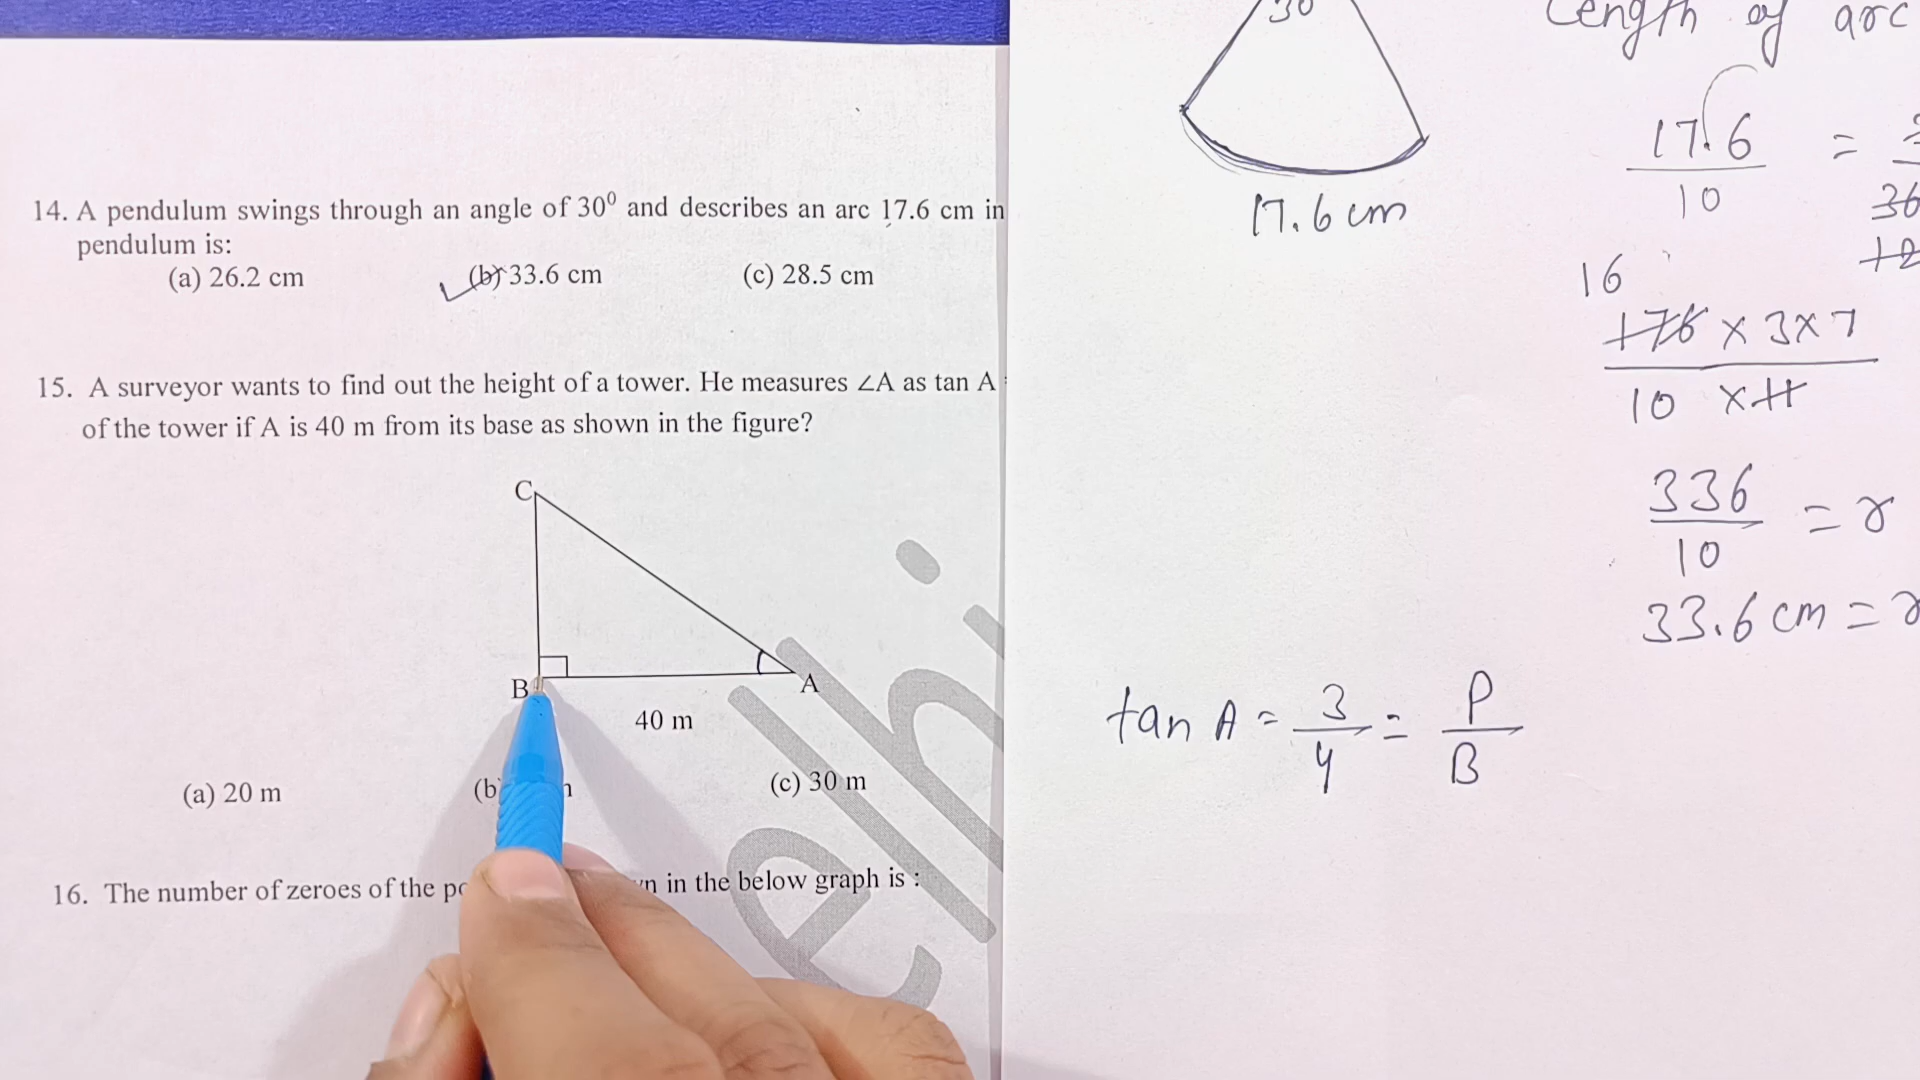 14. A pendulum swings through an angle of 30⁰ and describes an arc 17.6 cm in
pendulum is:
(a) 26.2 cm (b) 33.6 cm (c) 28.5 cm
15. A surveyor wants to find out the height of a tower. He measures ∠A as tan A
of the tower if A is 40 m from its base as shown in the figure?
C
B A
40 m
(a) 20 m (b) (c) 30 m
16. The number of zeroes of the in the below graph is :
elhi
30
17.6 cm
Length of arc
17.6 =
10
16
176 × 3 × 7
10 × 11
336 = r
10
33.6 cm = r
tan A = 3 = P
4 B